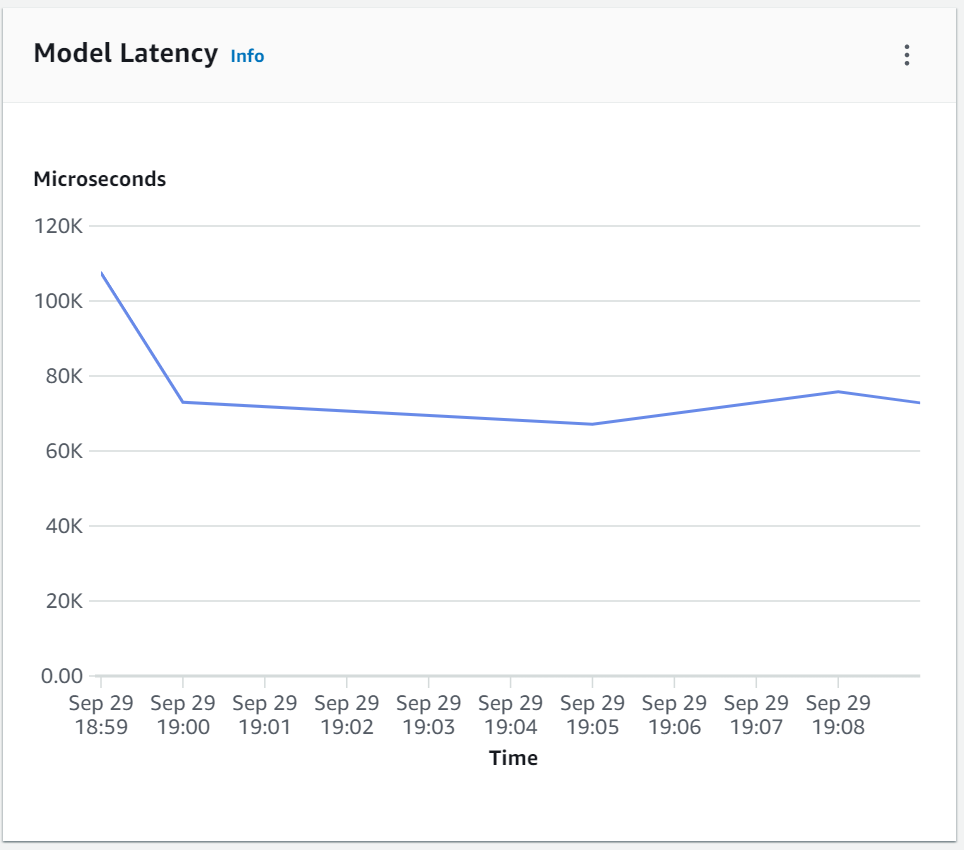 Model Latency Info
Microseconds
120K
100K
80K
60K
40K
20K
0.00
Sep 29 Sep 29 Sep 29 Sep 29 Sep 29 Sep 29 Sep 29 Sep 29 Sep 29 Sep 29
18:59 19:00 19:01 19:02 19:03 19:04 19:05 19:06 19:07 19:08
Time